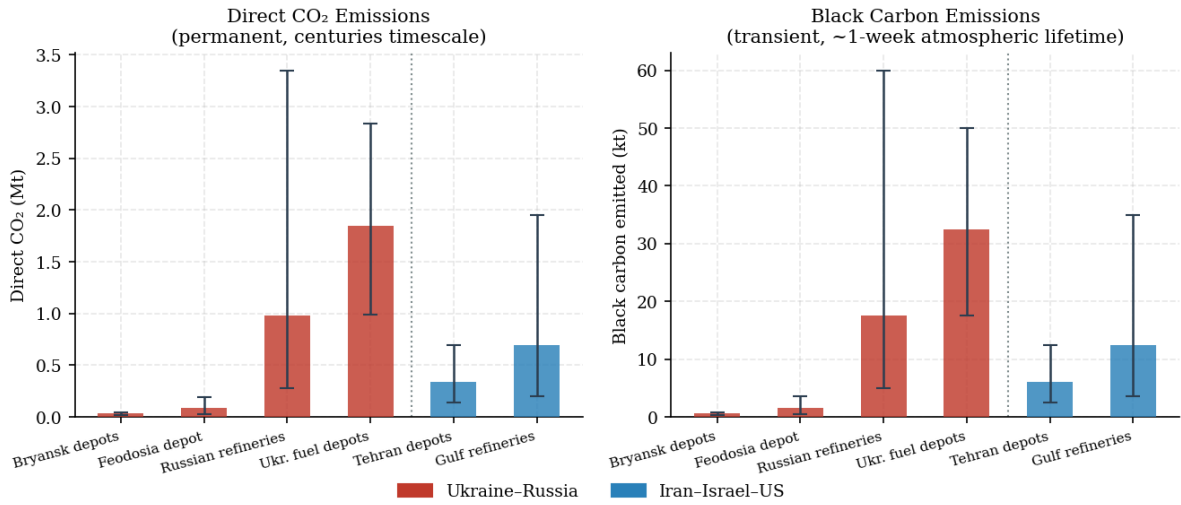 Direct CO₂ Emissions
(permanent, centuries timescale)
Direct CO₂ (Mt)
3.5
3.0
2.5
2.0
1.5
1.0
0.5
0.0
Bryansk depots
Feodosia depot
Russian refineries
Ukr. fuel depots
Tehran depots
Gulf refineries
Black Carbon Emissions
(transient, ~1-week atmospheric lifetime)
Black carbon emitted (kt)
60
50
40
30
20
10
0
Bryansk depots
Feodosia depot
Russian refineries
Ukr. fuel depots
Tehran depots
Gulf refineries
Ukraine–Russia
Iran–Israel–US